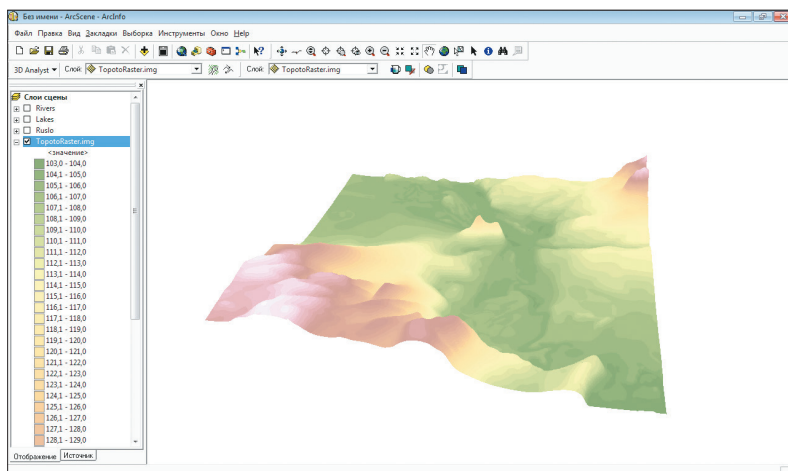 Без имени - ArcScene - ArcInfo
Файл Правка Вид Закладки Выборка Инструменты Окно Help
3D Analyst Слой: TopotoRaster.img Слой: TopotoRaster.img
Слои сцены
Rivers
Lakes
Ruslo
TopotoRaster.img
<значение>
103,0 - 104,0
104,1 - 105,0
105,1 - 106,0
106,1 - 107,0
107,1 - 108,0
108,1 - 109,0
109,1 - 110,0
110,1 - 111,0
111,1 - 112,0
112,1 - 113,0
113,1 - 114,0
114,1 - 115,0
115,1 - 116,0
116,1 - 117,0
117,1 - 118,0
118,1 - 119,0
119,1 - 120,0
120,1 - 121,0
121,1 - 122,0
122,1 - 123,0
123,1 - 124,0
124,1 - 125,0
125,1 - 126,0
126,1 - 127,0
127,1 - 128,0
128,1 - 129,0
Отображение Источник